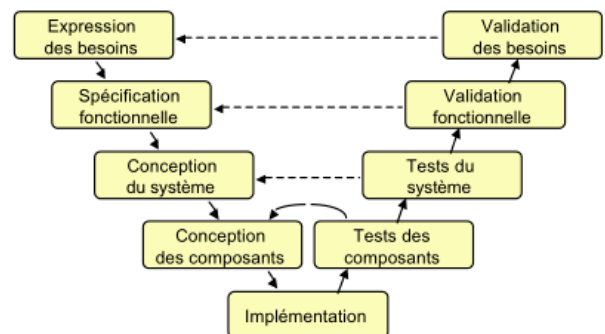 Expression
des besoins
Validation
des besoins
Spécification
fonctionnelle
Validation
fonctionnelle
Conception
du système
Tests du
système
Conception
des composants
Tests des
composants
Implémentation